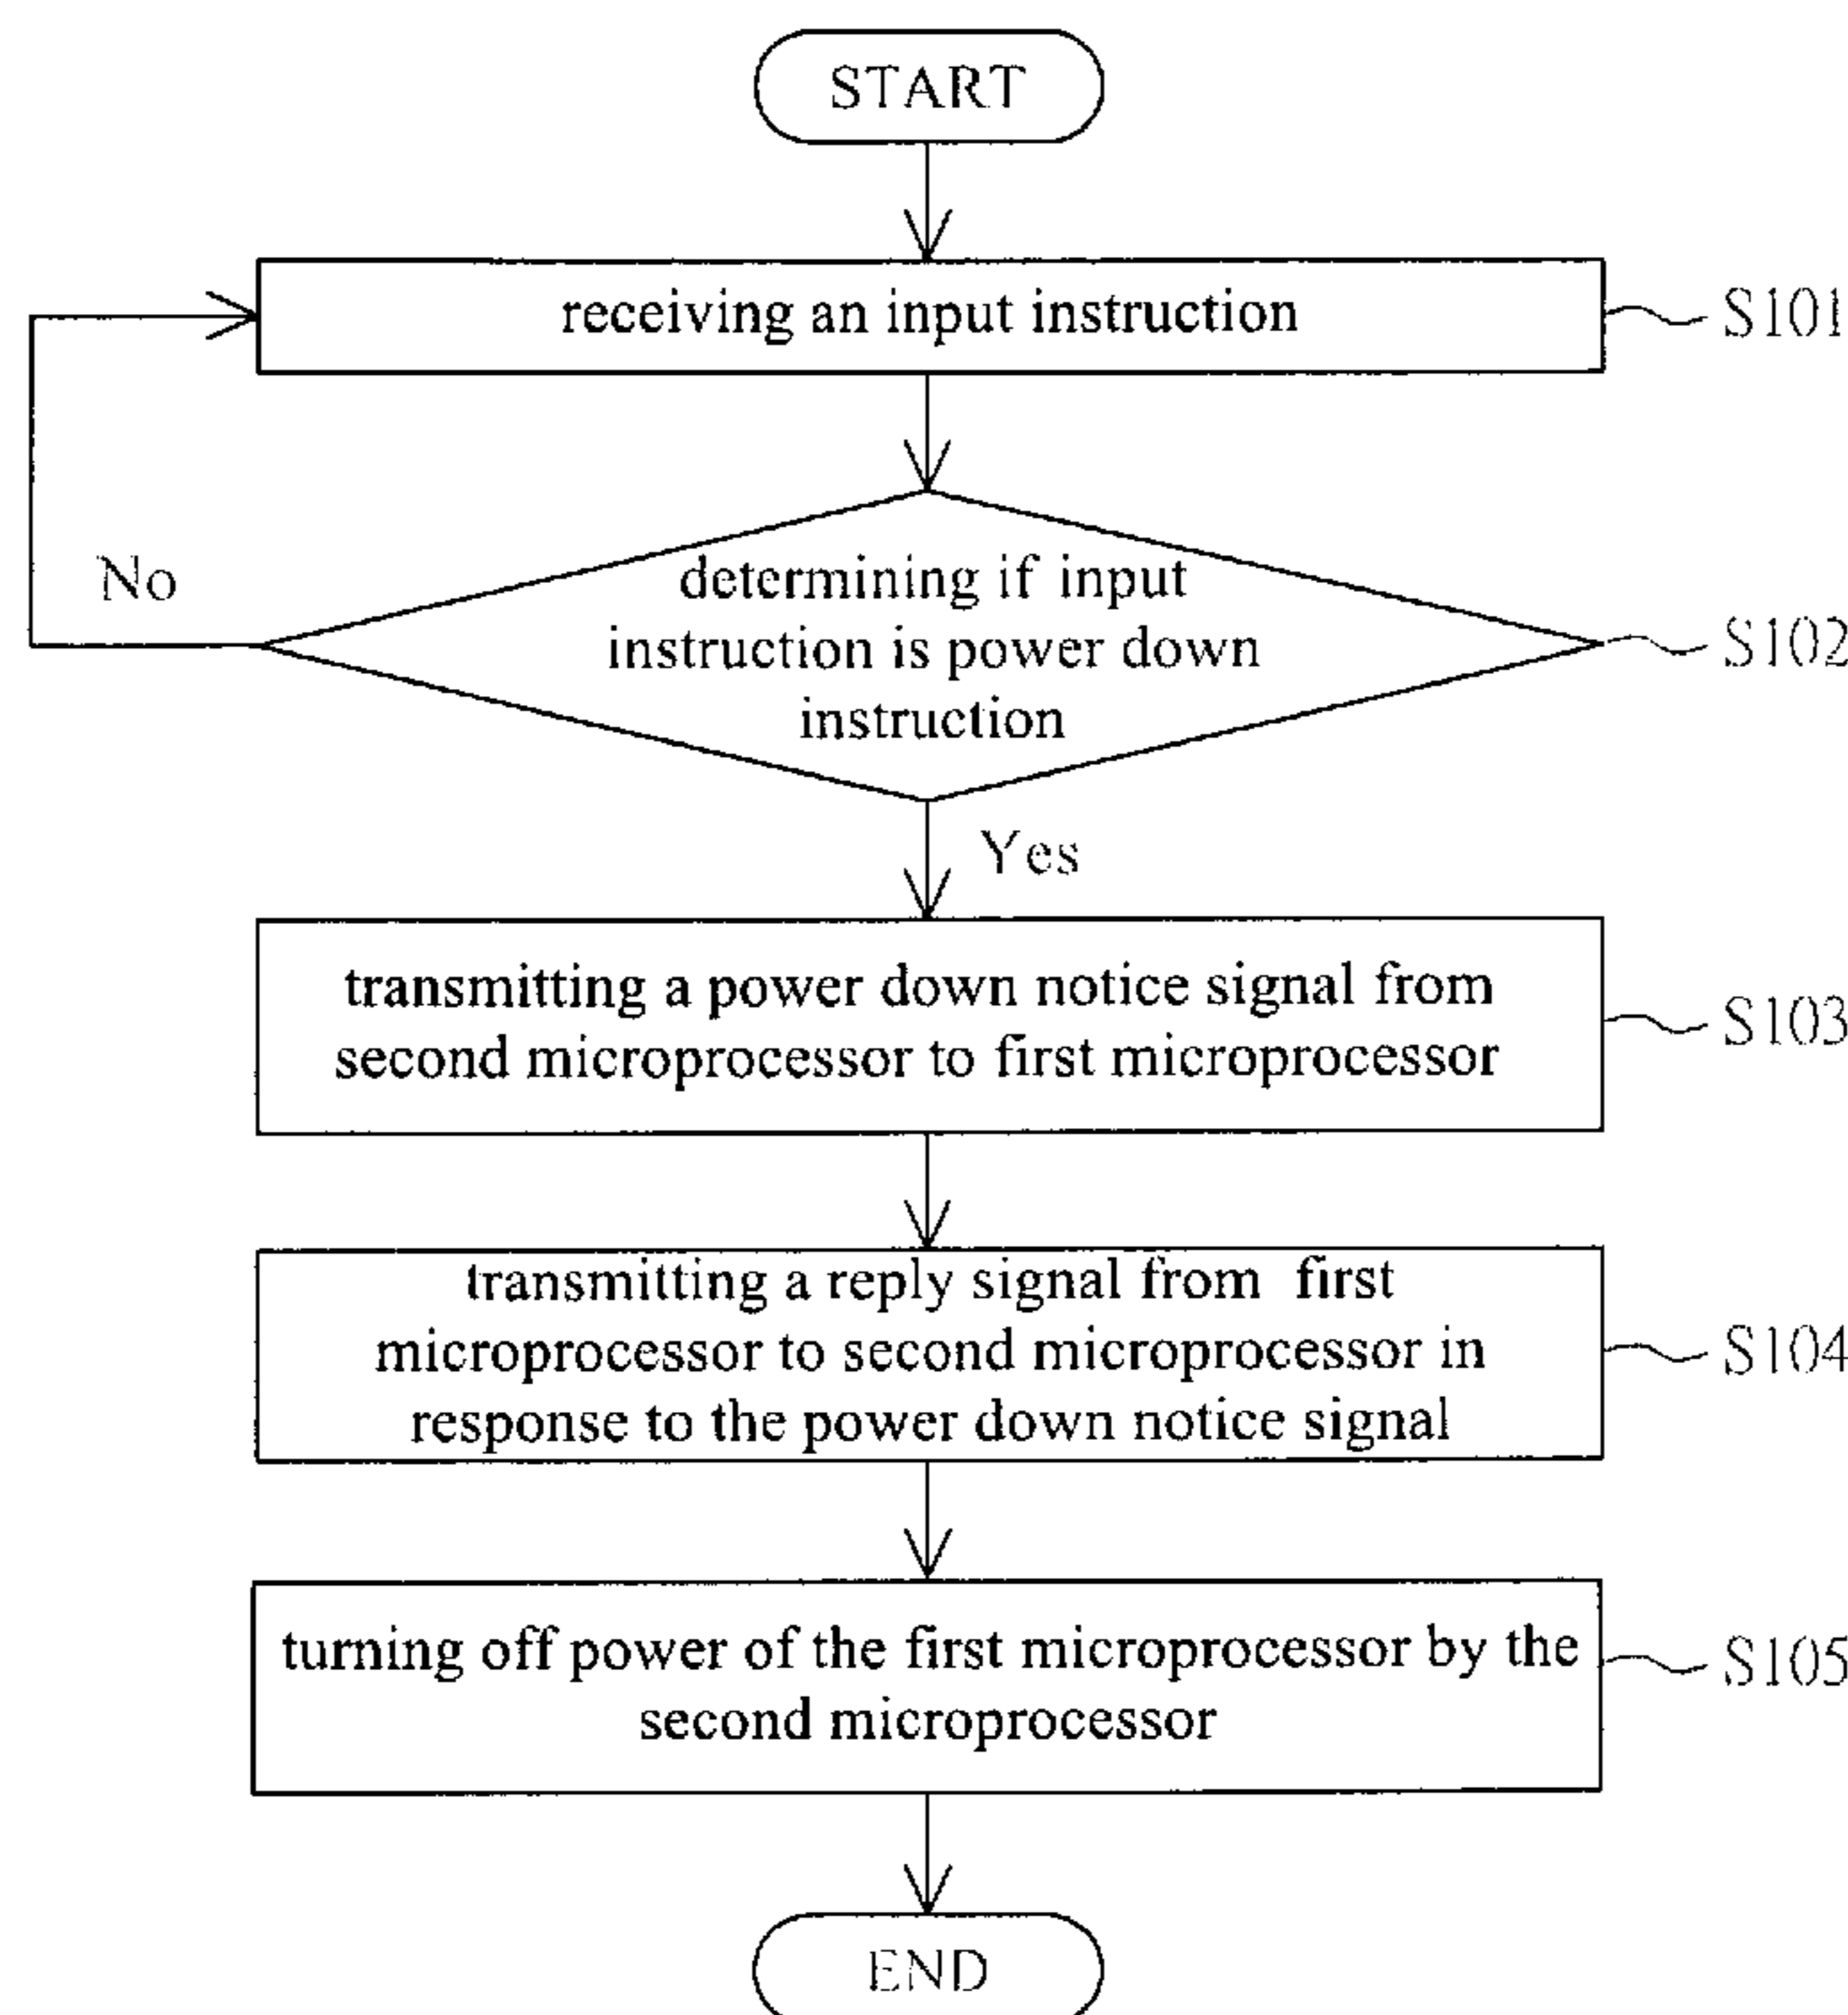 START
receiving an input instruction
S101
No
determining if input
instruction is power down
instruction
S102
Yes
transmitting a power down notice signal from
second microprocessor to first microprocessor
S103
transmitting a reply signal from first
microprocessor to second microprocessor in
response to the power down notice signal
S104
turning off power of the first microprocessor by the
second microprocessor
S105
END